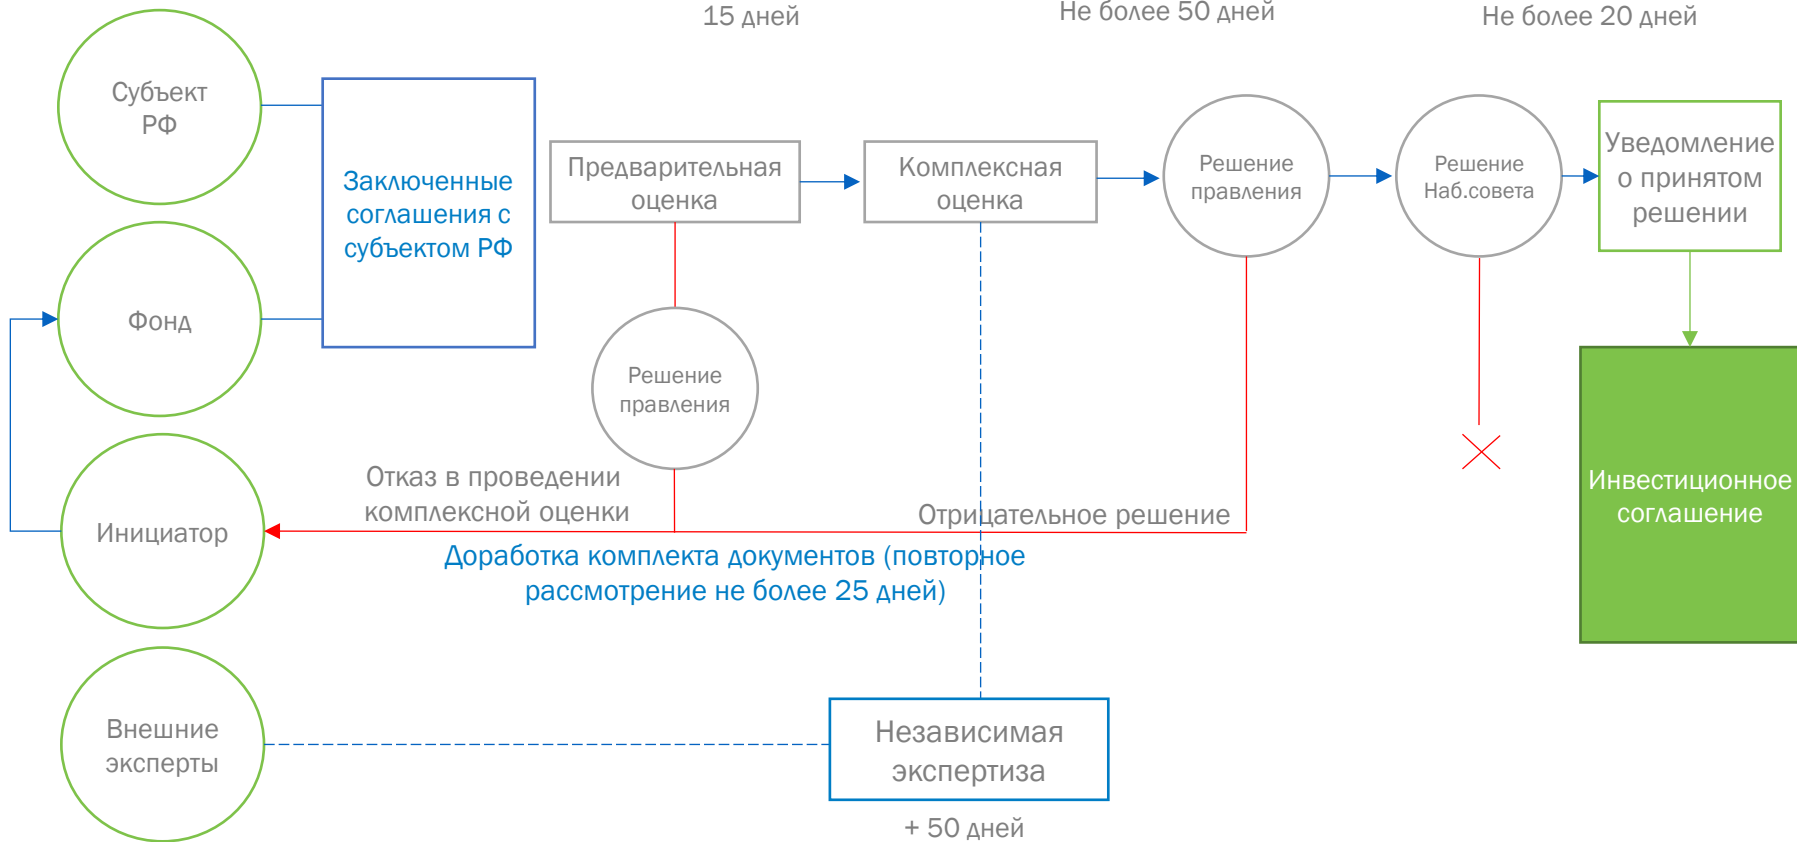 15 дней
Не более 50 дней
Не более 20 дней
Субъект
РФ
Заключенные
соглашения с
субъектом РФ
Предварительная
оценка
Комплексная
оценка
Решение
правления
Решение
Наб.совета
Уведомление
о принятом
решении
Фонд
Решение
правления
Отказ в проведении
комплексной оценки
Отрицательное решение
Инициатор
Доработка комплекта документов (повторное
рассмотрение не более 25 дней)
Инвестиционное
соглашение
Внешние
эксперты
Независимая
экспертиза
+ 50 дней